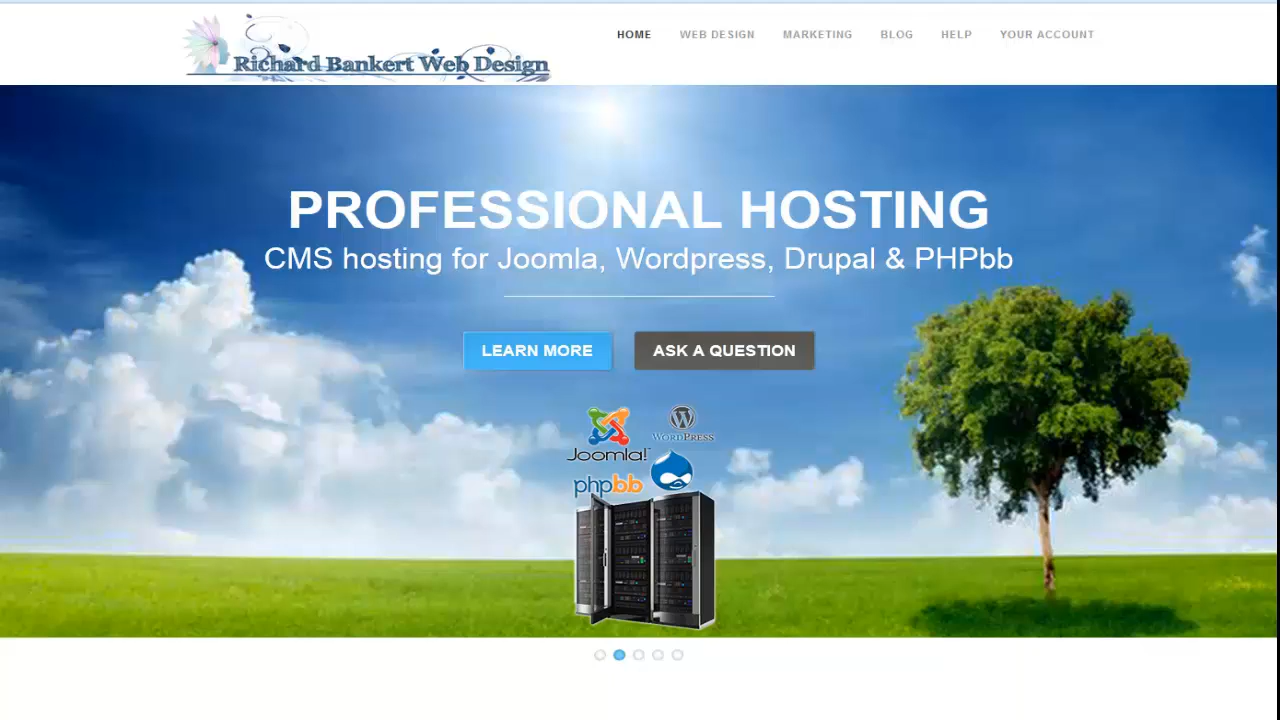 Richard Bankert Web Design
HOME WEB DESIGN MARKETING BLOG HELP YOUR ACCOUNT
PROFESSIONAL HOSTING
CMS hosting for Joomla, Wordpress, Drupal & PHPbb
LEARN MORE ASK A QUESTION
Joomla! WORDPRESS
phpbb